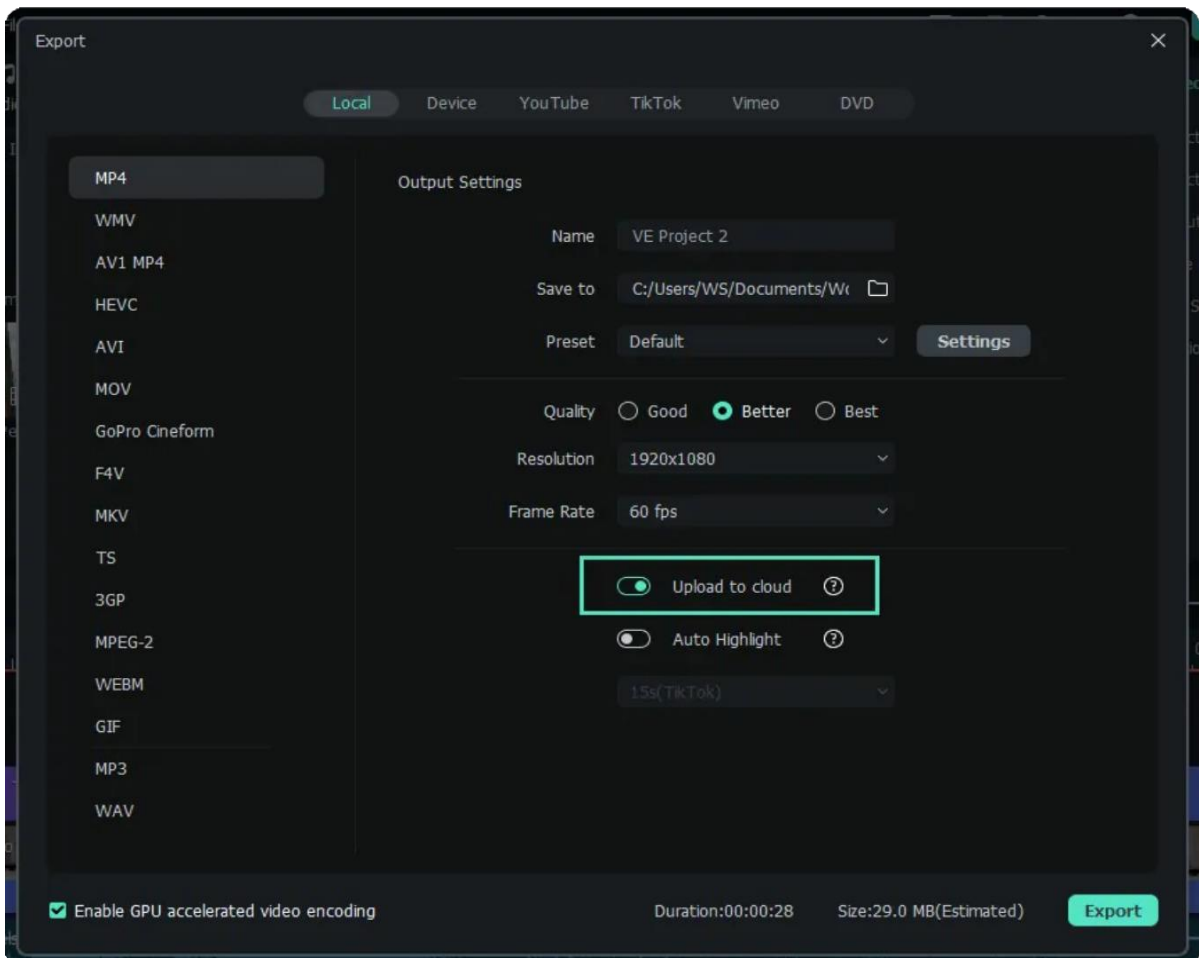 Export
Local Device YouTube TikTok Vimeo DVD
MP4
WMV
AV1 MP4
HEVC
AVI
MOV
GoPro Cineform
F4V
MKV
TS
3GP
MPEG-2
WEBM
GIF
MP3
WAV
Output Settings
Name VE Project 2
Save to C:/Users/WS/Documents/Wo
Preset Default Settings
Quality Good Better Best
Resolution 1920x1080
Frame Rate 60 fps
Upload to cloud ?
Auto Highlight ?
15s(TikTok)
Enable GPU accelerated video encoding Duration:00:00:28 Size:29.0 MB(Estimated) Export